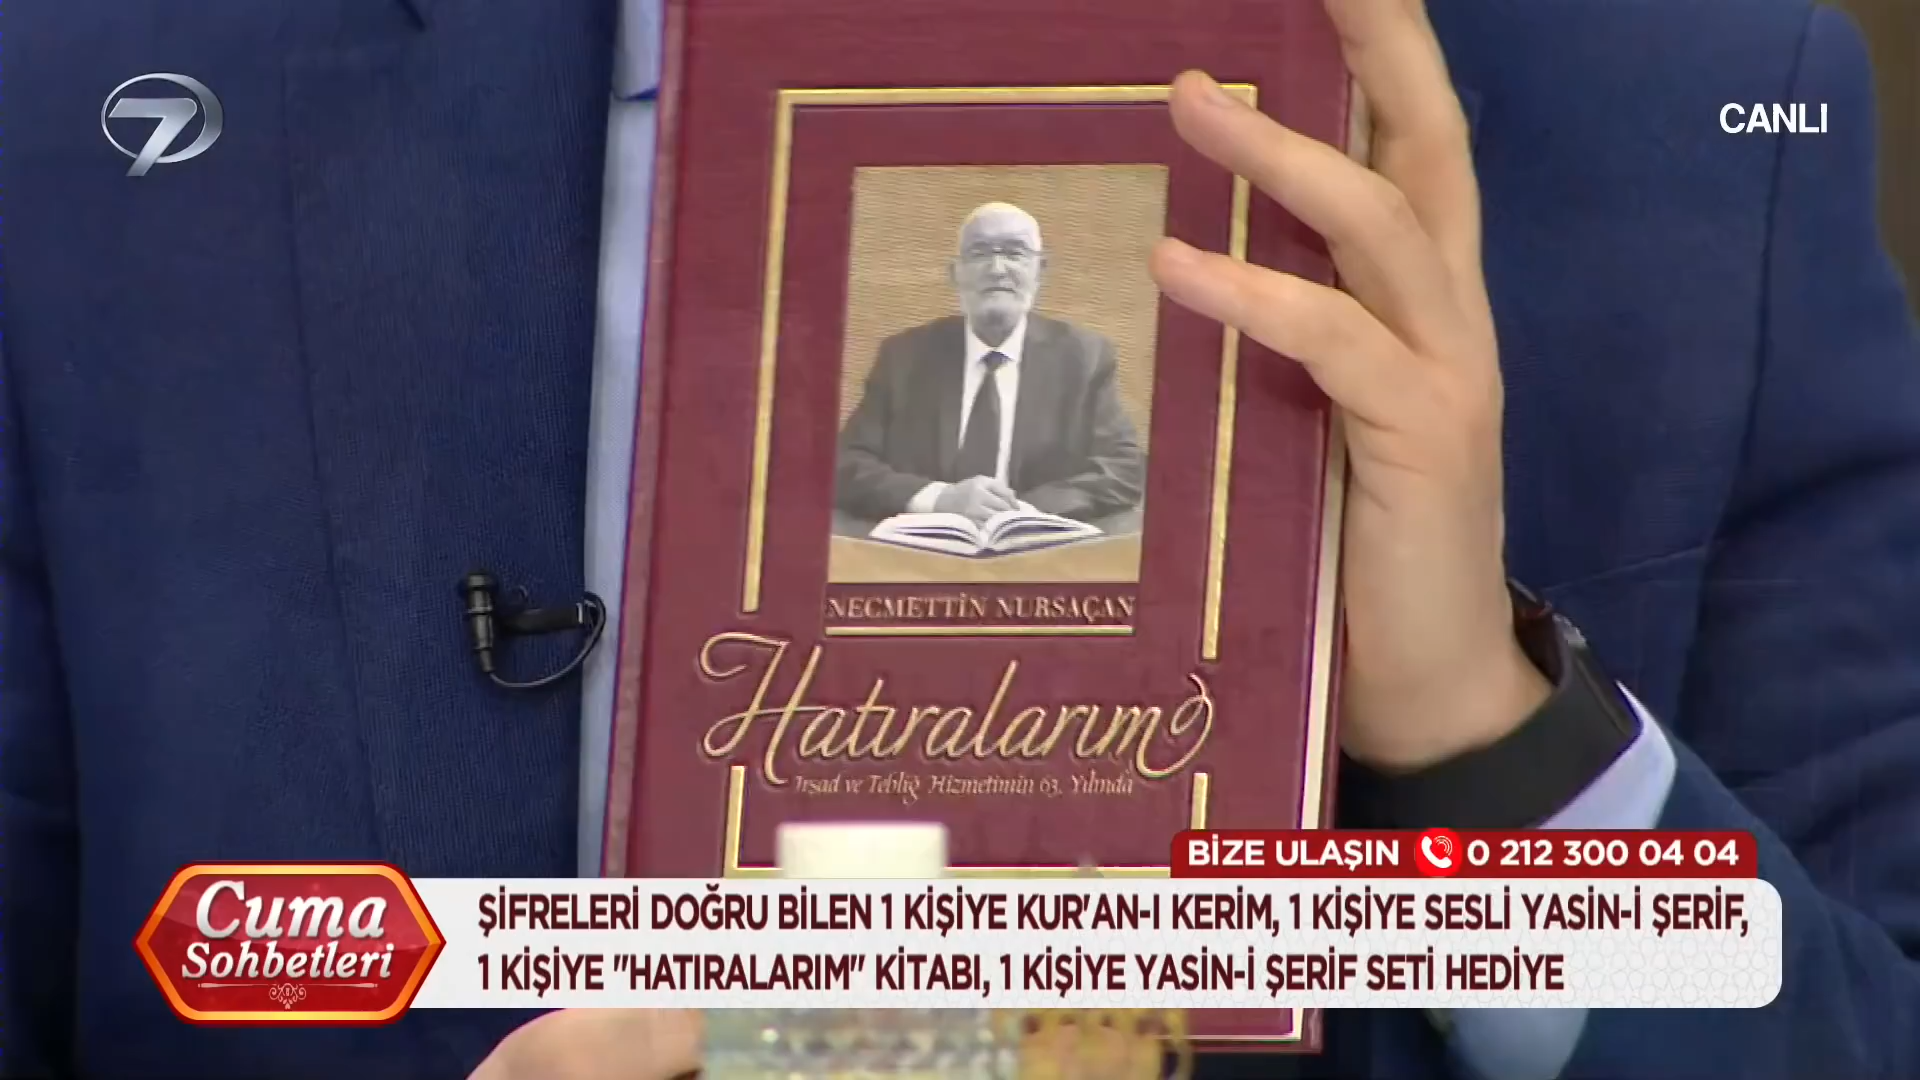 7
CANLI
NECMETTİN NURSAÇAN
Hatıralarım
İrşad ve Tebliğ Hizmetimin 63. Yılında
BİZE ULAŞIN 0 212 300 04 04
Cuma
Sohbetleri
ŞİFRELERİ DOĞRU BİLEN 1 KİŞİYE KUR'AN-I KERİM, 1 KİŞİYE SESLİ YASİN-İ ŞERİF,
1 KİŞİYE "HATIRALARIM" KİTABI, 1 KİŞİYE YASİN-İ ŞERİF SETİ HEDİYE